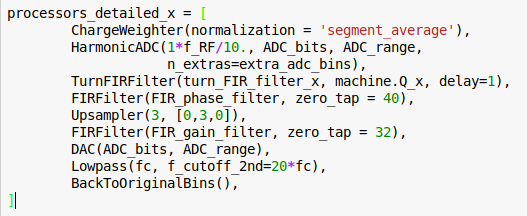 processors_detailed_x = [
        ChargeWeighter(normalization = 'segment_average'),
        HarmonicADC(1*f_RF/10., ADC_bits, ADC_range,
                    n_extras=extra_adc_bins),
        TurnFIRFilter(turn_FIR_filter_x, machine.Q_x, delay=1),
        FIRFilter(FIR_phase_filter, zero_tap = 40),
        Upsampler(3, [0,3,0]),
        FIRFilter(FIR_gain_filter, zero_tap = 32),
        DAC(ADC_bits, ADC_range),
        Lowpass(fc, f_cutoff_2nd=20*fc),
        BackToOriginalBins(),
]